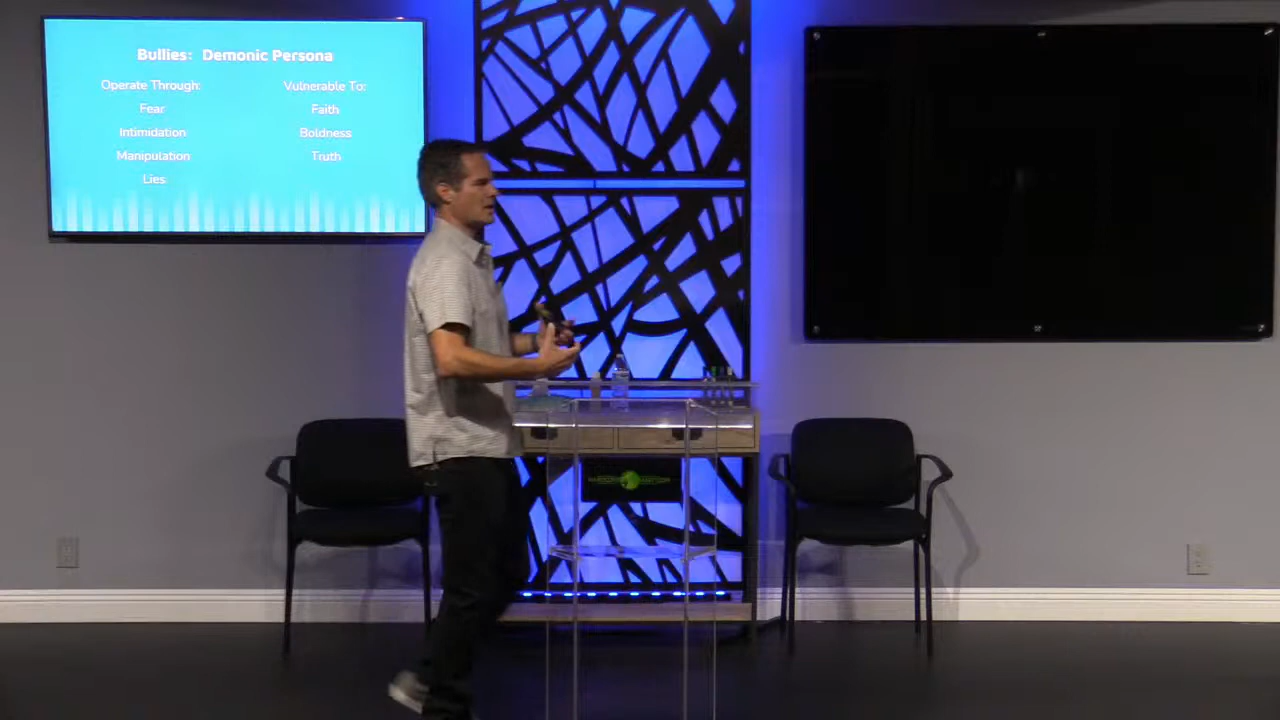 Bullies: Demonic Persona
Operate Through:
Fear
Intimidation
Manipulation
Lies
Vulnerable To:
Faith
Boldness
Truth